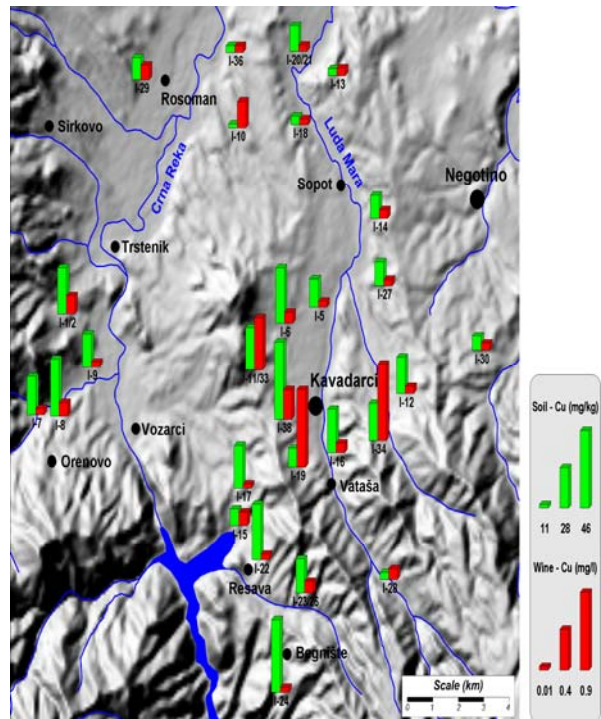 I-36
I-20/21
I-13
I-29
Rosoman
Sirkovo
I-10
I-18
Crna Reka
Luda Mara
Sopot
Negotino
I-14
Trstenik
I-27
I-1/2
I-6
I-5
I-9
I-11/33
I-30
Kavadarci
I-12
I-7
I-8
I-38
I-34
Vozarci
I-16
Orenovo
I-19
I-17
Vataša
I-15
I-22
Resava
I-28
I-23/25
Begnište
I-24
Scale (km)
0 1 2 3 4
Soil - Cu (mg/kg)
11 28 46
Wine - Cu (mg/l)
0.01 0.4 0.9